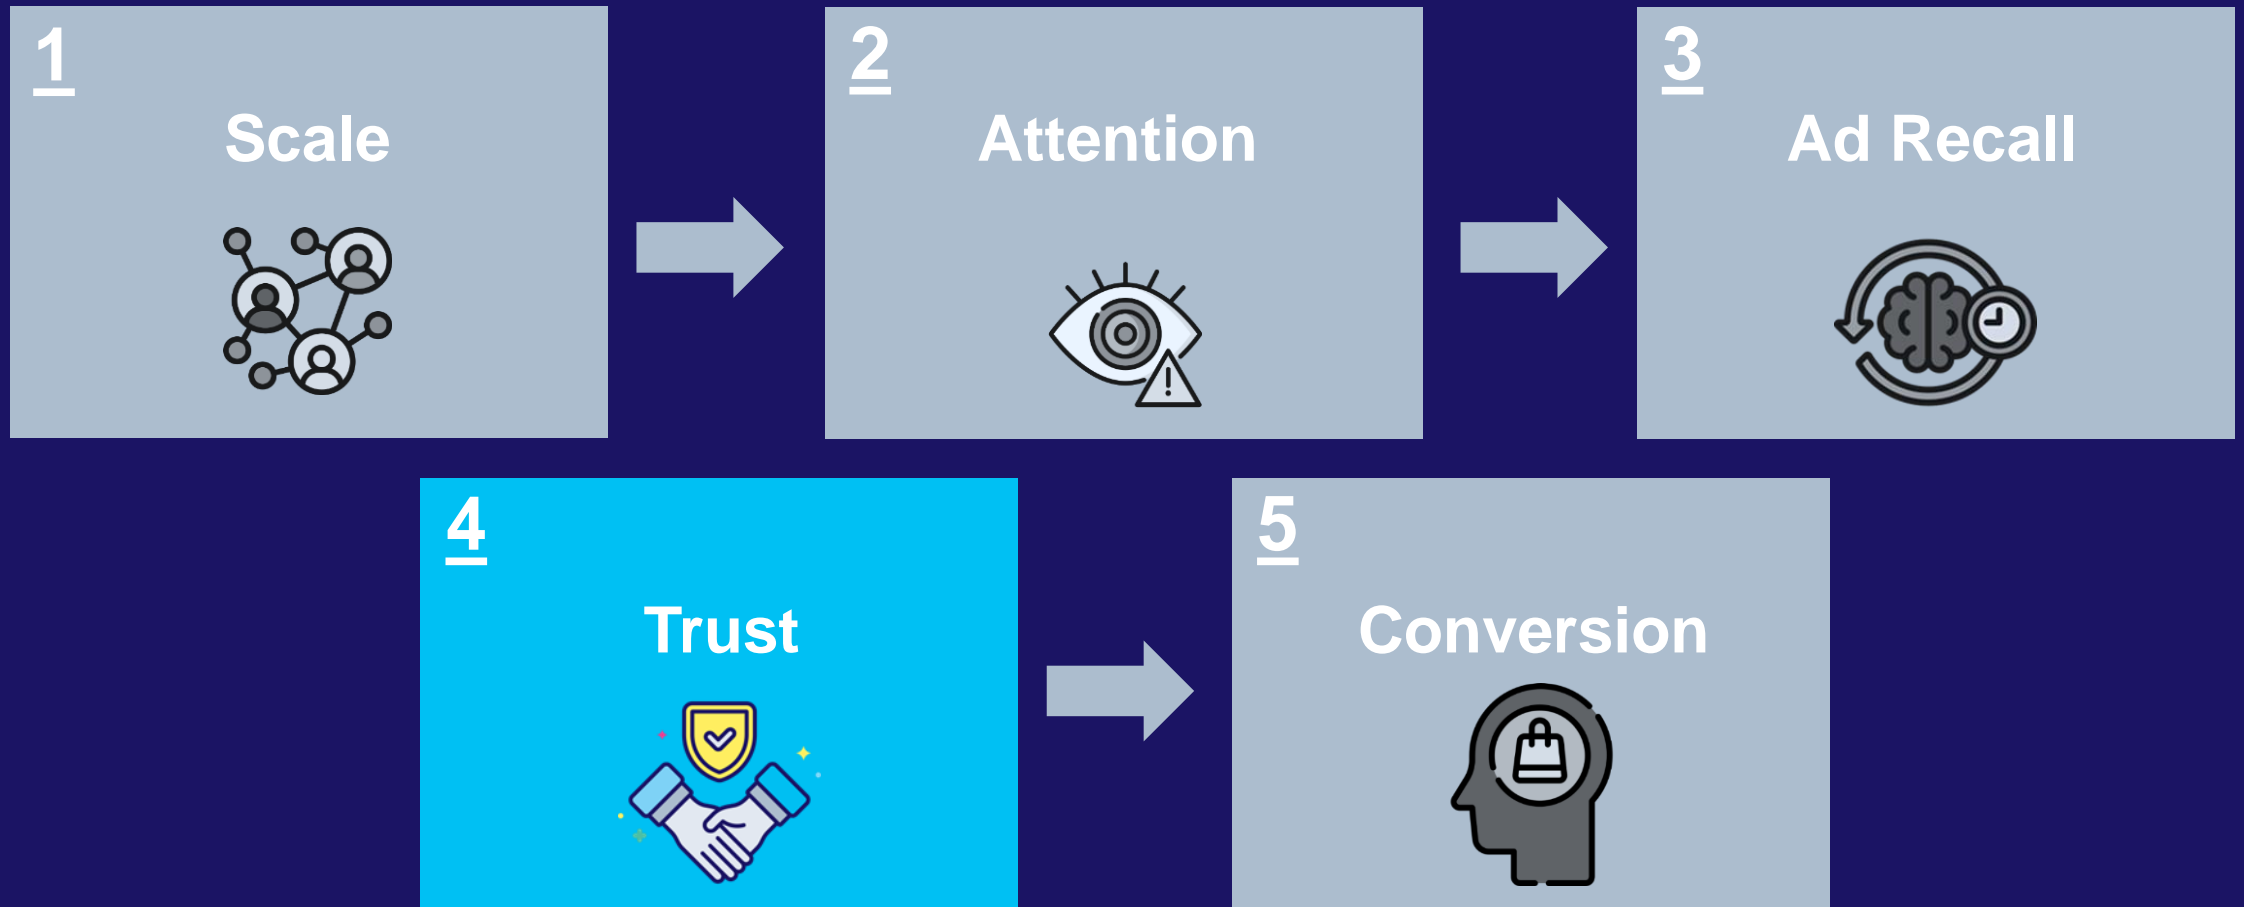 1
Scale
2
Attention
3
Ad Recall
4
Trust
5
Conversion